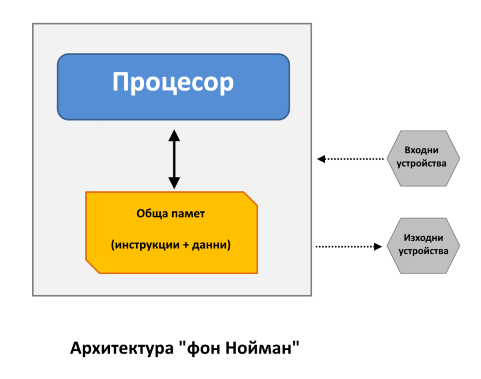 Процесор
Входни
устройства
Обща памет
(инструкции + данни)
Изходни
устройства
Архитектура "фон Нойман"